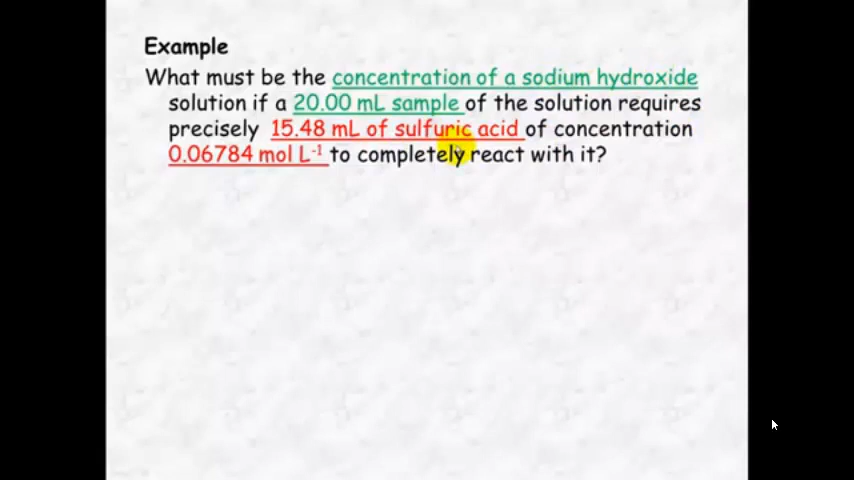 Example
What must be the concentration of a sodium hydroxide
solution if a 20.00 mL sample of the solution requires
precisely 15.48 mL of sulfuric acid of concentration
0.06784 mol L⁻¹ to completely react with it?